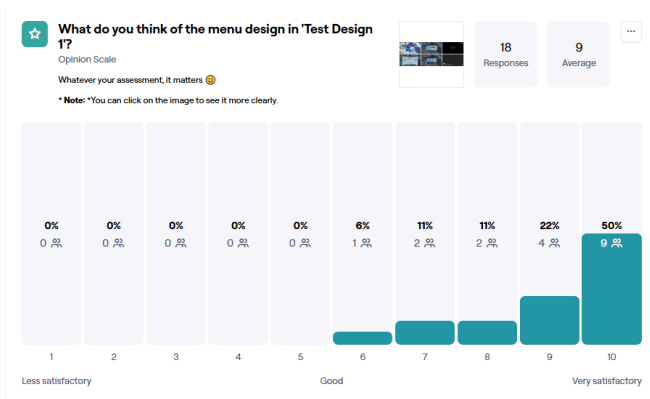 What do you think of the menu design in 'Test Design
1'?
Opinion Scale
Whatever your assessment, it matters 😀
* Note: *You can click on the image to see it more clearly.
18
Responses
9
Average
0% 0% 0% 0% 0% 6% 11% 11% 22% 50%
0 0 0 0 0 1 2 2 4 9
1 2 3 4 5 6 7 8 9 10
Less satisfactory Good Very satisfactory